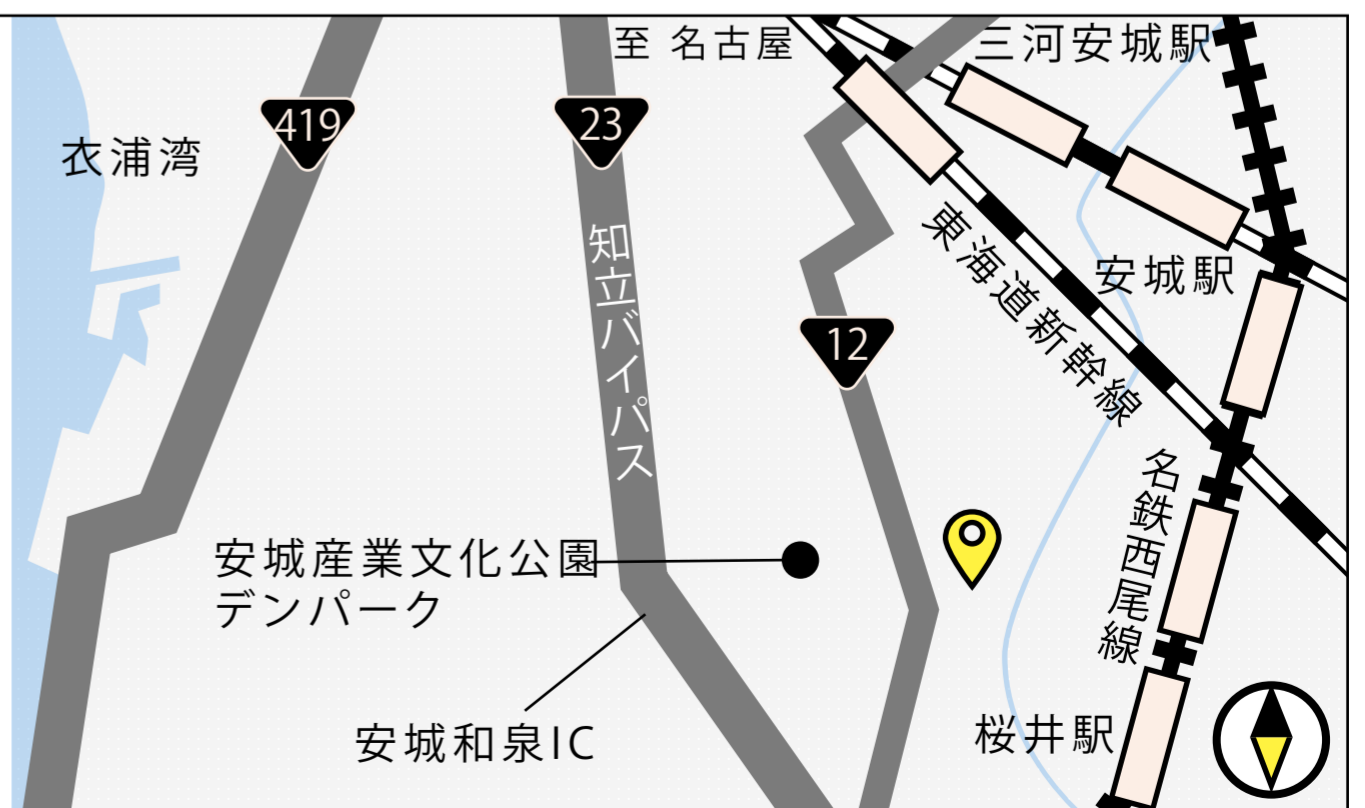 至 名古屋
三河安城駅
419
23
衣浦湾
知立バイパス
東海道新幹線
安城駅
12
名鉄西尾線
安城産業文化公園
デンパーク
安城和泉IC
桜井駅